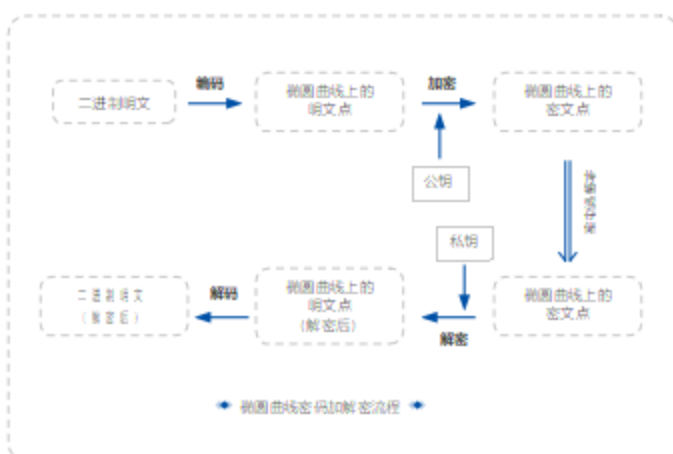 编码
加密
二进制明文
椭圆曲线上的
明文点
椭圆曲线上的
密文点
公钥
传输或存储
私钥
二进制明文
（解密后）
解码
椭圆曲线上的
明文点
(解密后)
解密
椭圆曲线上的
密文点
椭圆曲线密码加解密流程